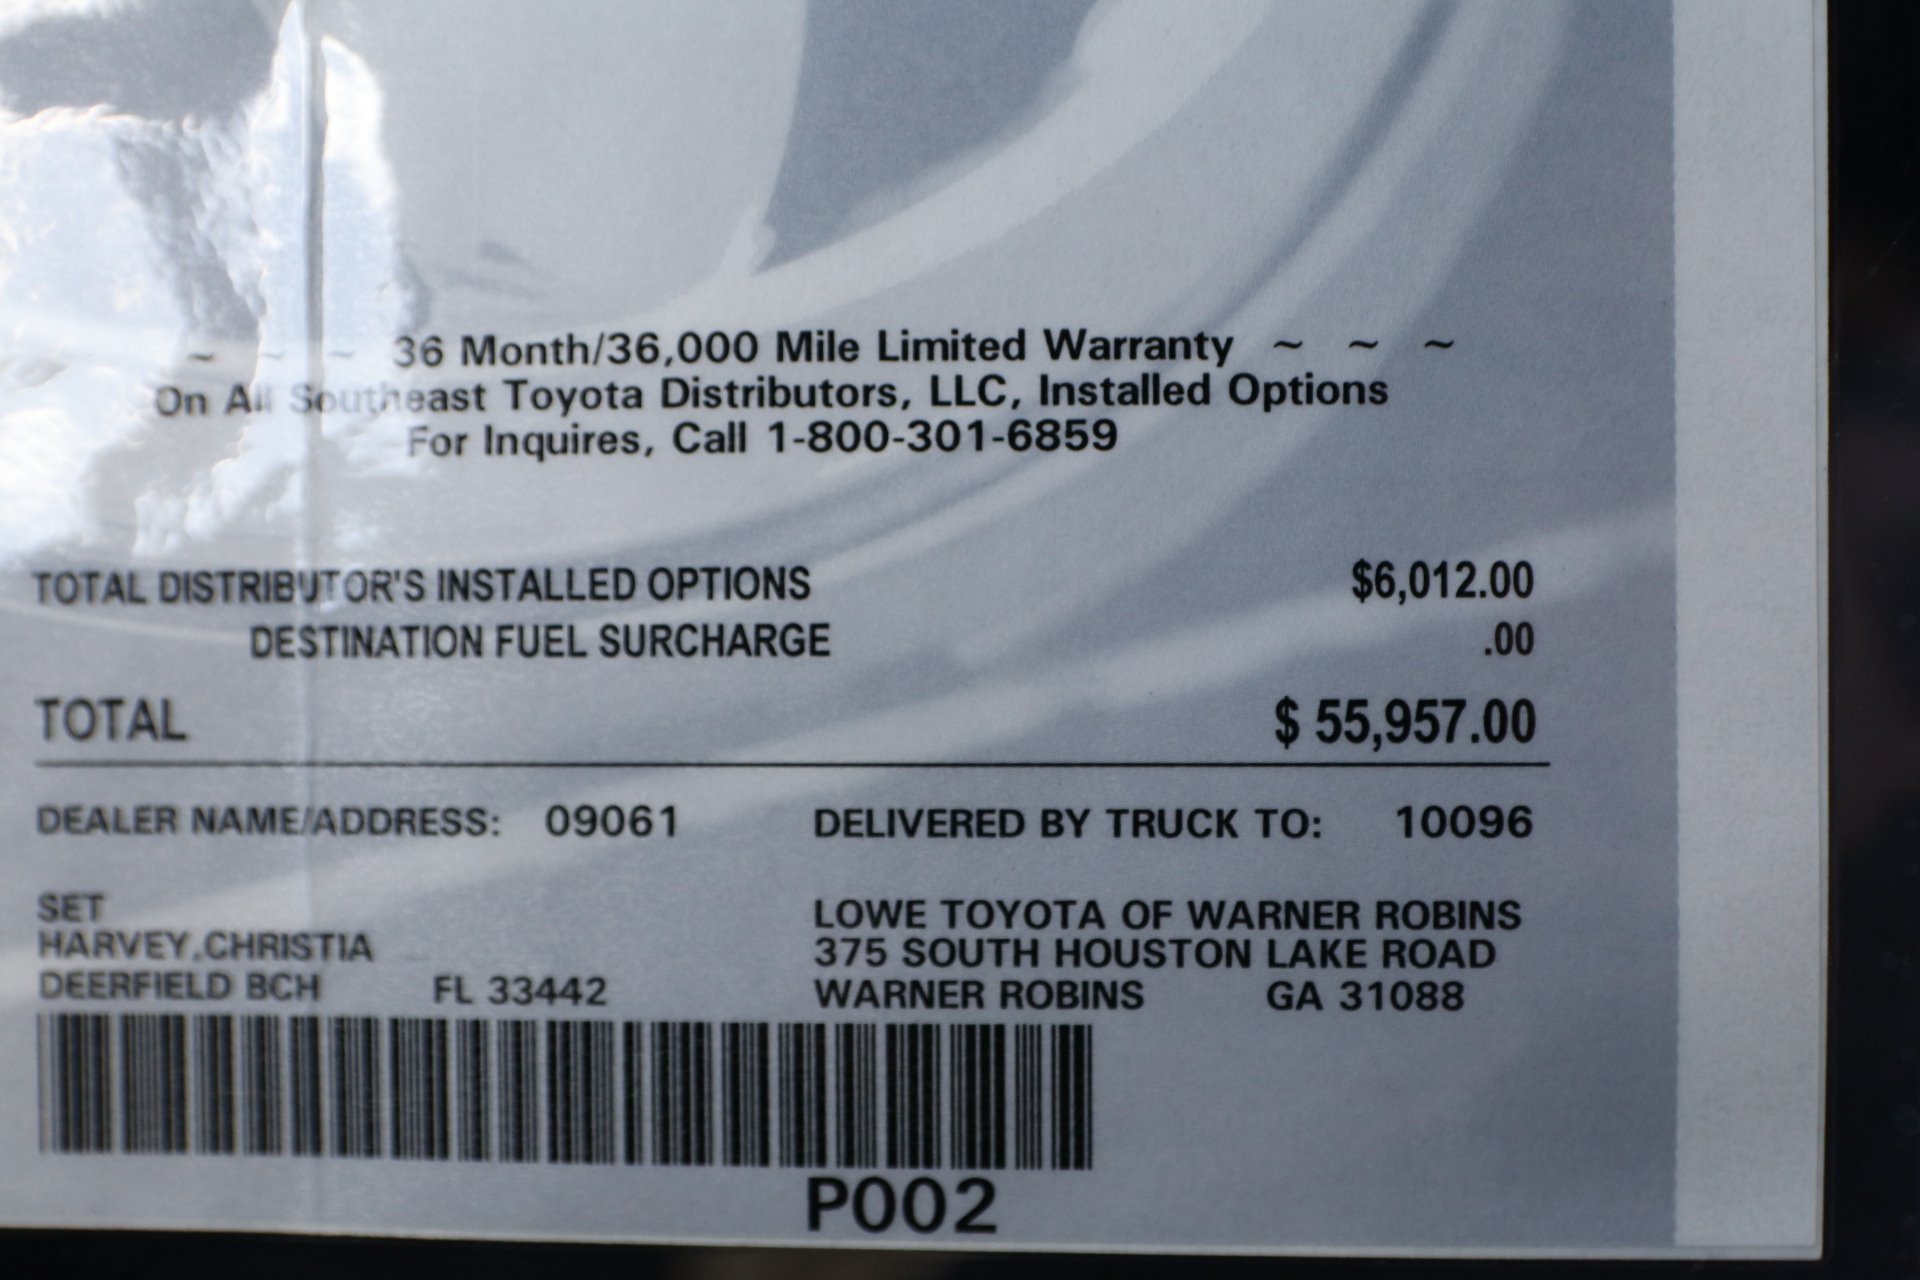 ~ ~ ~ 36 Month/36,000 Mile Limited Warranty ~ ~ ~
On All Southeast Toyota Distributors, LLC, Installed Options
For Inquires, Call 1-800-301-6859
TOTAL DISTRIBUTOR'S INSTALLED OPTIONS $6,012.00
DESTINATION FUEL SURCHARGE .00
TOTAL $ 55,957.00
DEALER NAME/ADDRESS: 09061 DELIVERED BY TRUCK TO: 10096
SET LOWE TOYOTA OF WARNER ROBINS
HARVEY,CHRISTIA 375 SOUTH HOUSTON LAKE ROAD
DEERFIELD BCH FL 33442 WARNER ROBINS GA 31088
P002